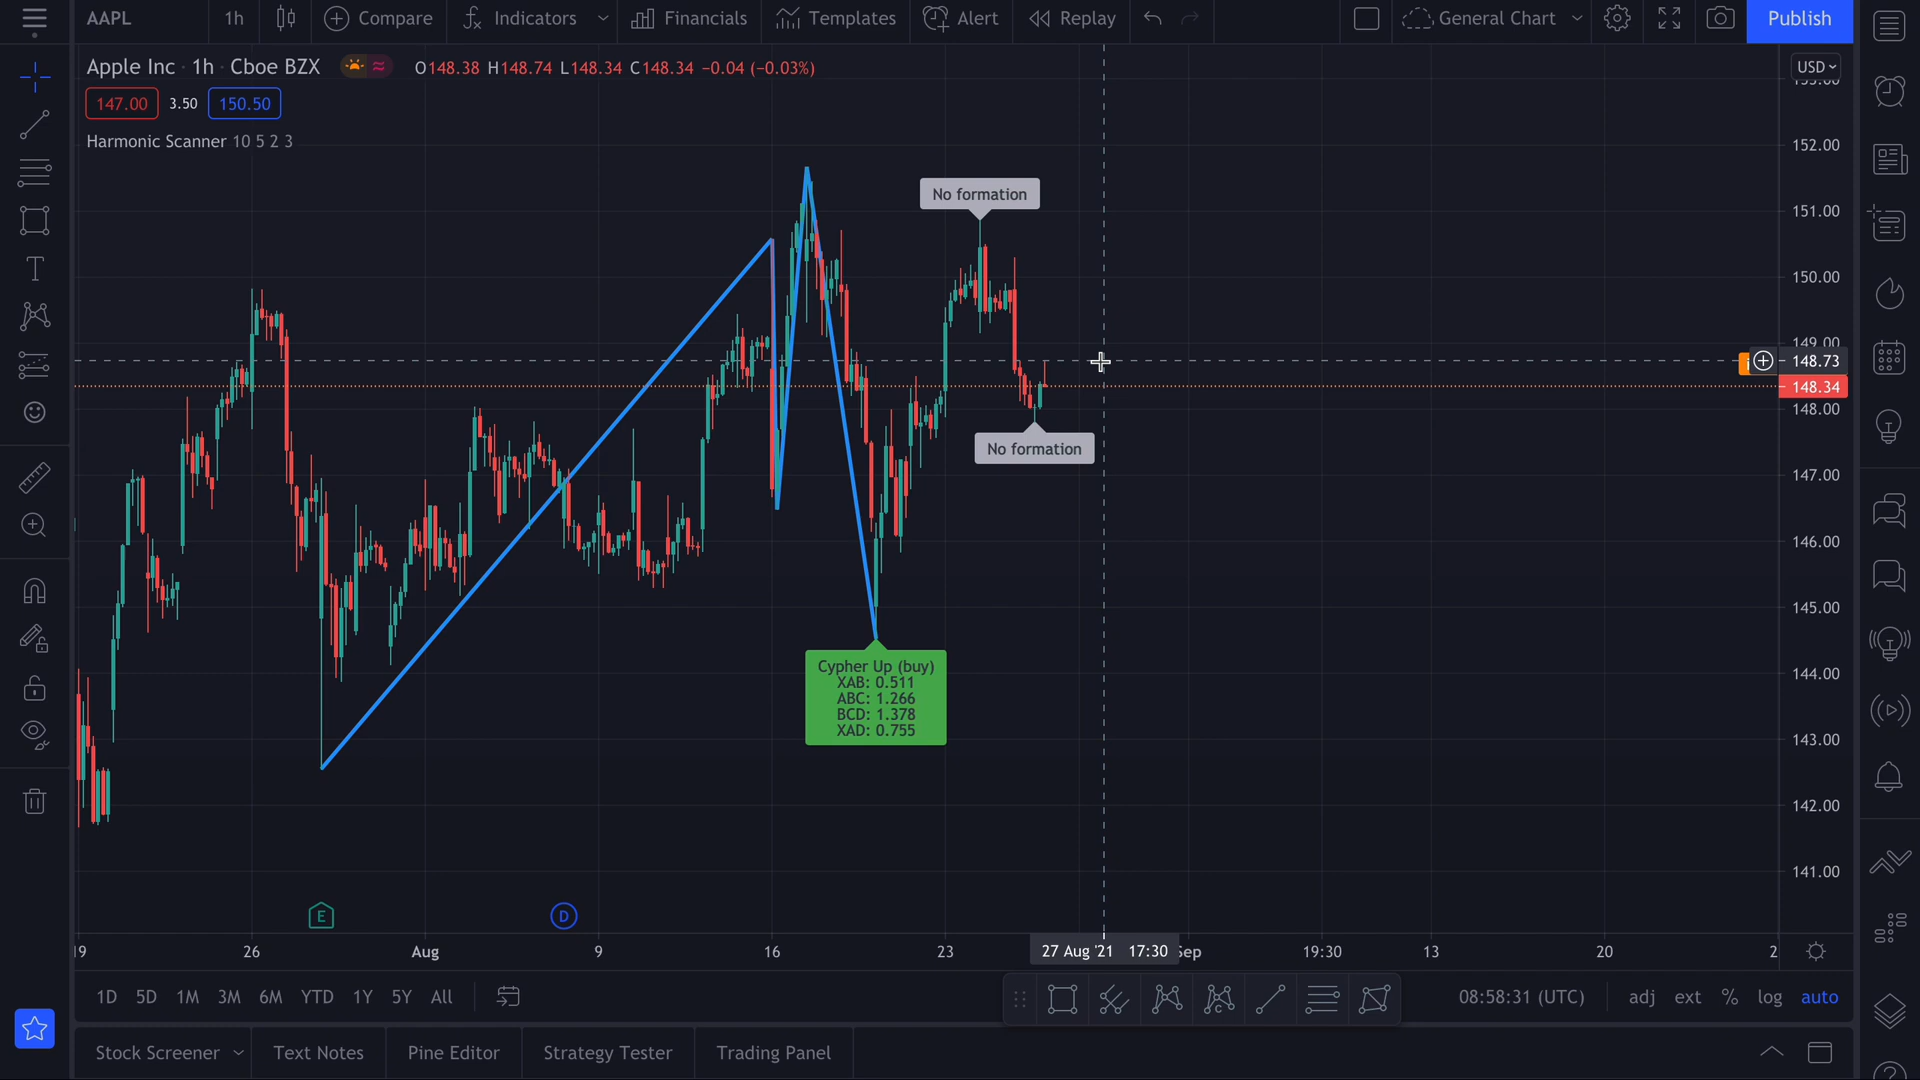 AAPL 1h Compare Indicators Financials Templates Alert Replay General Chart Publish
Apple Inc · 1h · Cboe BZX O148.38 H148.74 L148.34 C148.34 −0.04 (−0.03%)
USD
153.00
147.00 3.50 150.50
Harmonic Scanner 10 5 2 3
152.00
No formation
151.00
150.00
149.00
148.73
148.34
148.00
No formation
147.00
146.00
145.00
Cypher Up (buy)
XAB: 0.511
ABC: 1.266
BCD: 1.378
XAD: 0.755
144.00
143.00
142.00
141.00
E D
19 26 Aug 9 16 23 27 Aug '21 17:30 Sep 19:30 13 20 2
1D 5D 1M 3M 6M YTD 1Y 5Y All 08:58:31 (UTC) adj ext % log auto
Stock Screener Text Notes Pine Editor Strategy Tester Trading Panel